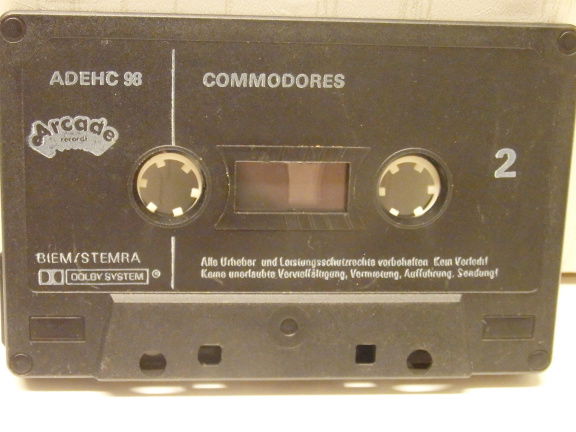 ADEHC 98
COMMODORES
Arcade
records
2
BIEM/STEMRA
DOLBY SYSTEM
Alle Urheber und Leistungsschutzrechte vorbehalten Kein Verleih!
Keine unerlaubte Vervielfältigung, Vermietung, Aufführung, Sendung!